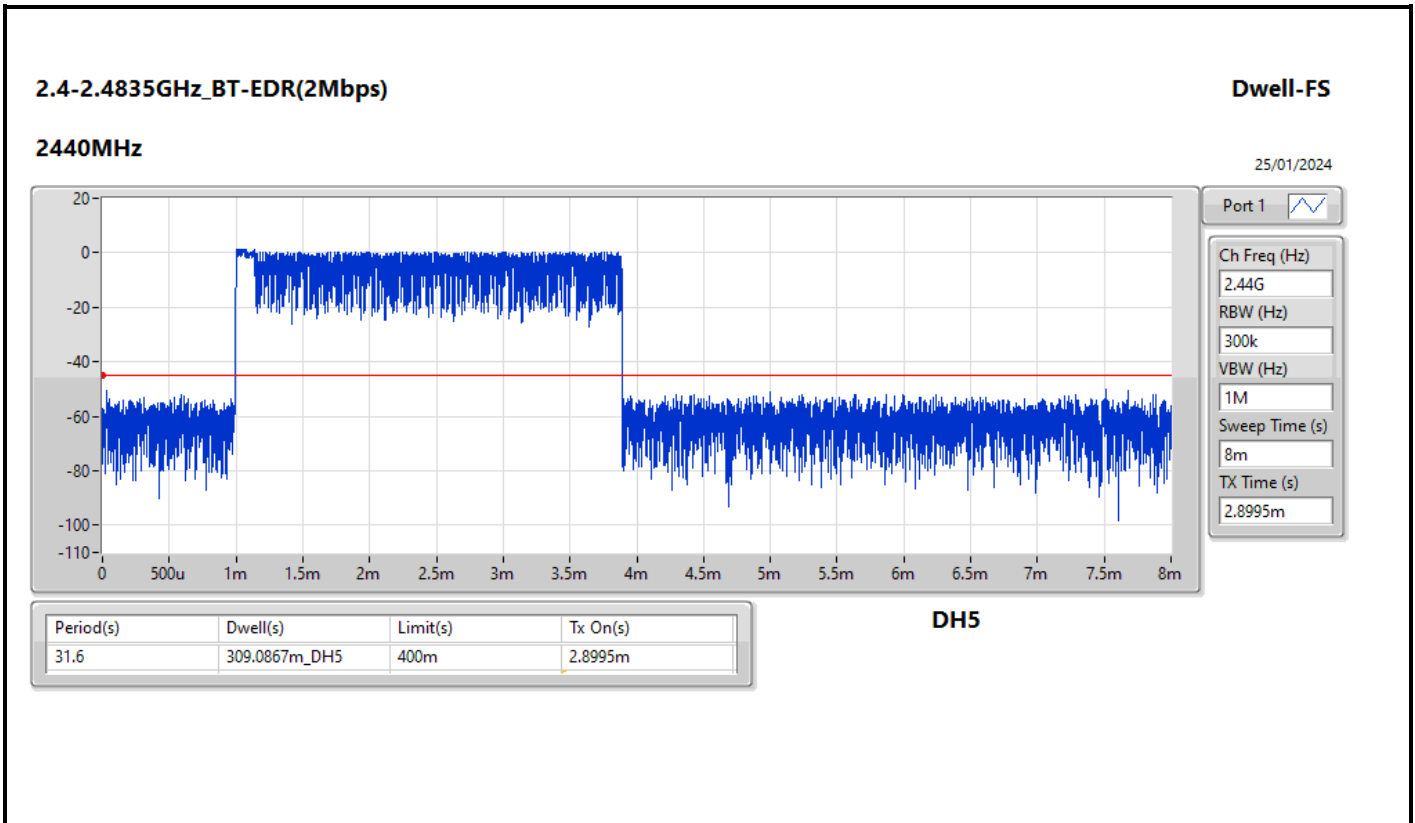 2.4-2.4835GHz_BT-EDR(2Mbps)
Dwell-FS
2440MHz
25/01/2024
Port 1
20
0
-20
-40
-60
-80
-100
-110
0 500u 1m 1.5m 2m 2.5m 3m 3.5m 4m 4.5m 5m 5.5m 6m 6.5m 7m 7.5m 8m
Ch Freq (Hz)
2.44G
RBW (Hz)
300k
VBW (Hz)
1M
Sweep Time (s)
8m
TX Time (s)
2.8995m
Period(s) Dwell(s) Limit(s) Tx On(s)
31.6 309.0867m_DH5 400m 2.8995m
DH5